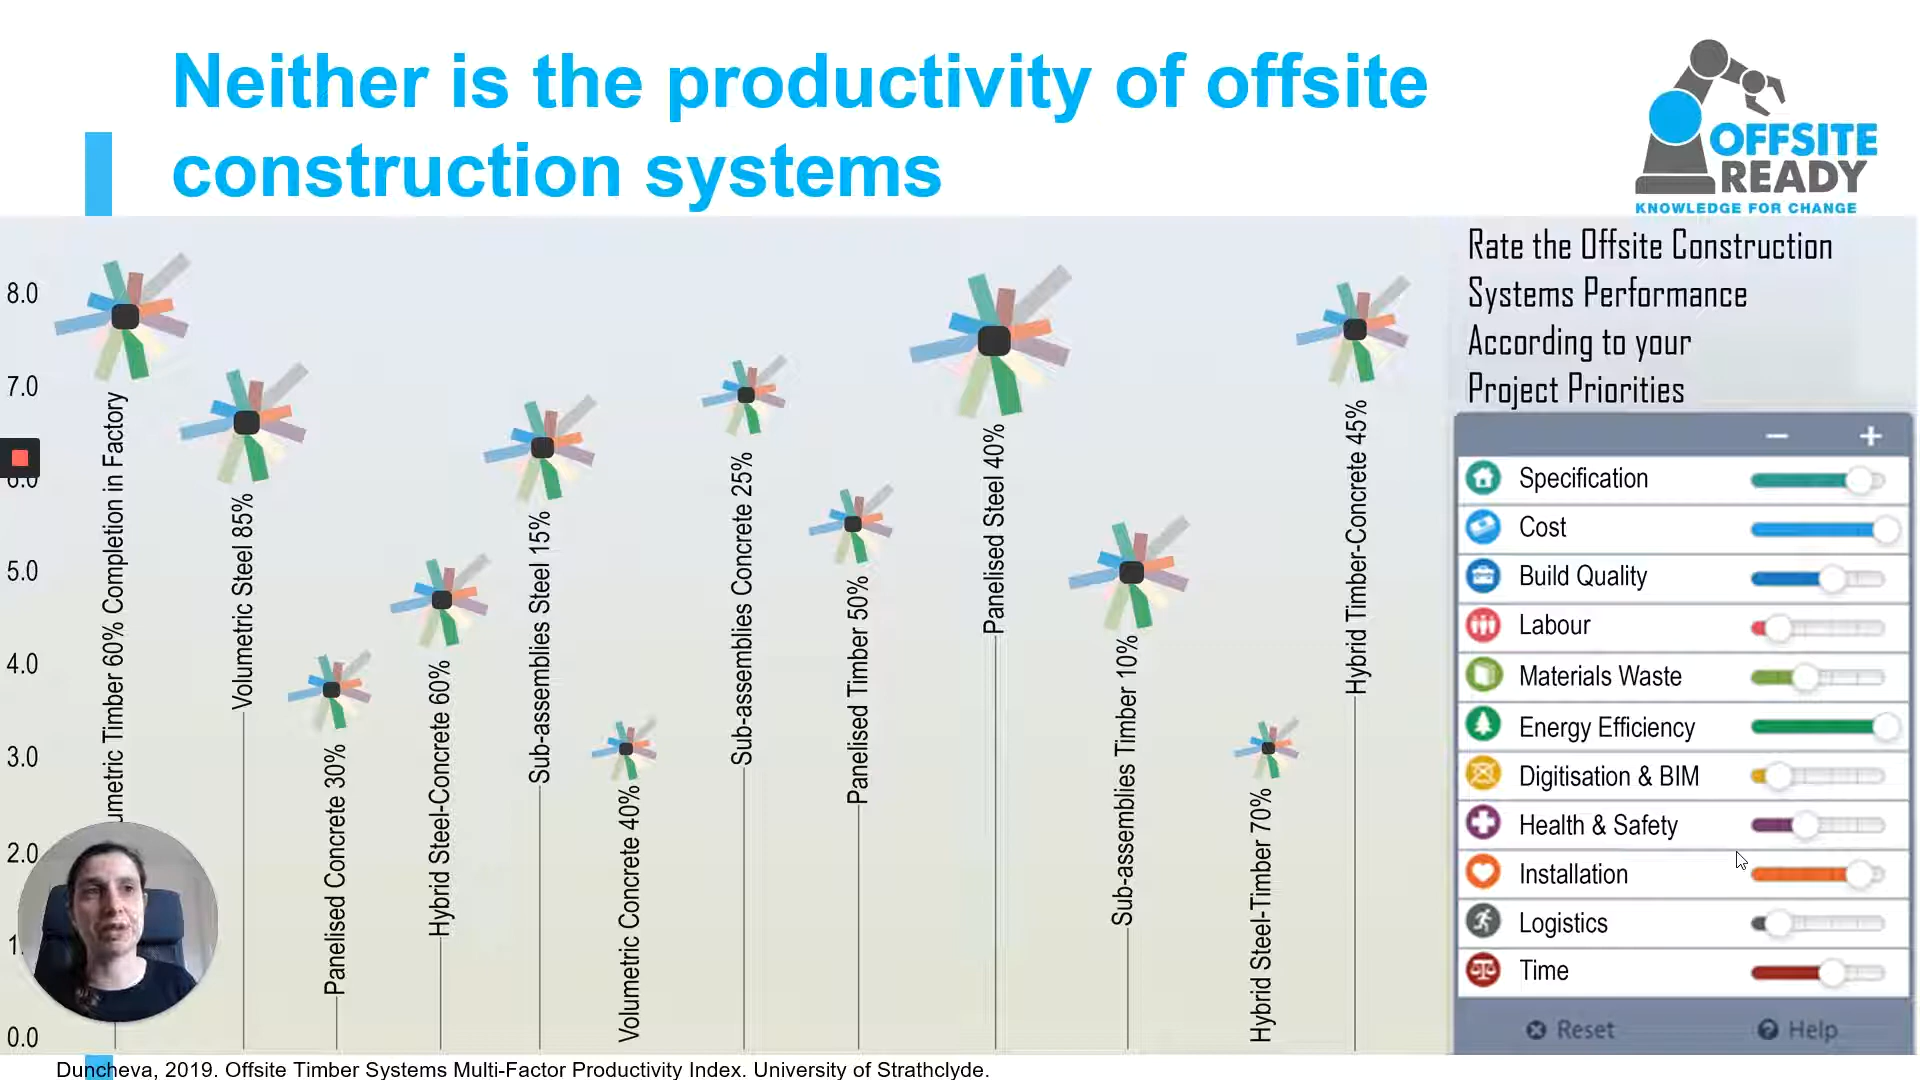 Neither is the productivity of offsite
construction systems
OFFSITE
READY
KNOWLEDGE FOR CHANGE
8.0
7.0
6.0
5.0
4.0
3.0
2.0
0.0
Completion in Factory
60%
Timber
Volumetric Steel 85%
Panelised Concrete 30%
Hybrid Steel-Concrete 60%
Sub-assemblies Steel 15%
Volumetric Concrete 40%
Sub-assemblies Concrete 25%
Panelised Timber 50%
Panelised Steel 40%
Sub-assemblies Timber 10%
Hybrid Steel-Timber 70%
Hybrid Timber-Concrete 45%
Rate the Offsite Construction
Systems Performance
According to your
Project Priorities
− +
Specification
Cost
Build Quality
Labour
Materials Waste
Energy Efficiency
Digitisation & BIM
Health & Safety
Installation
Logistics
Time
Reset Help
Duncheva, 2019. Offsite Timber Systems Multi-Factor Productivity Index. University of Strathclyde.